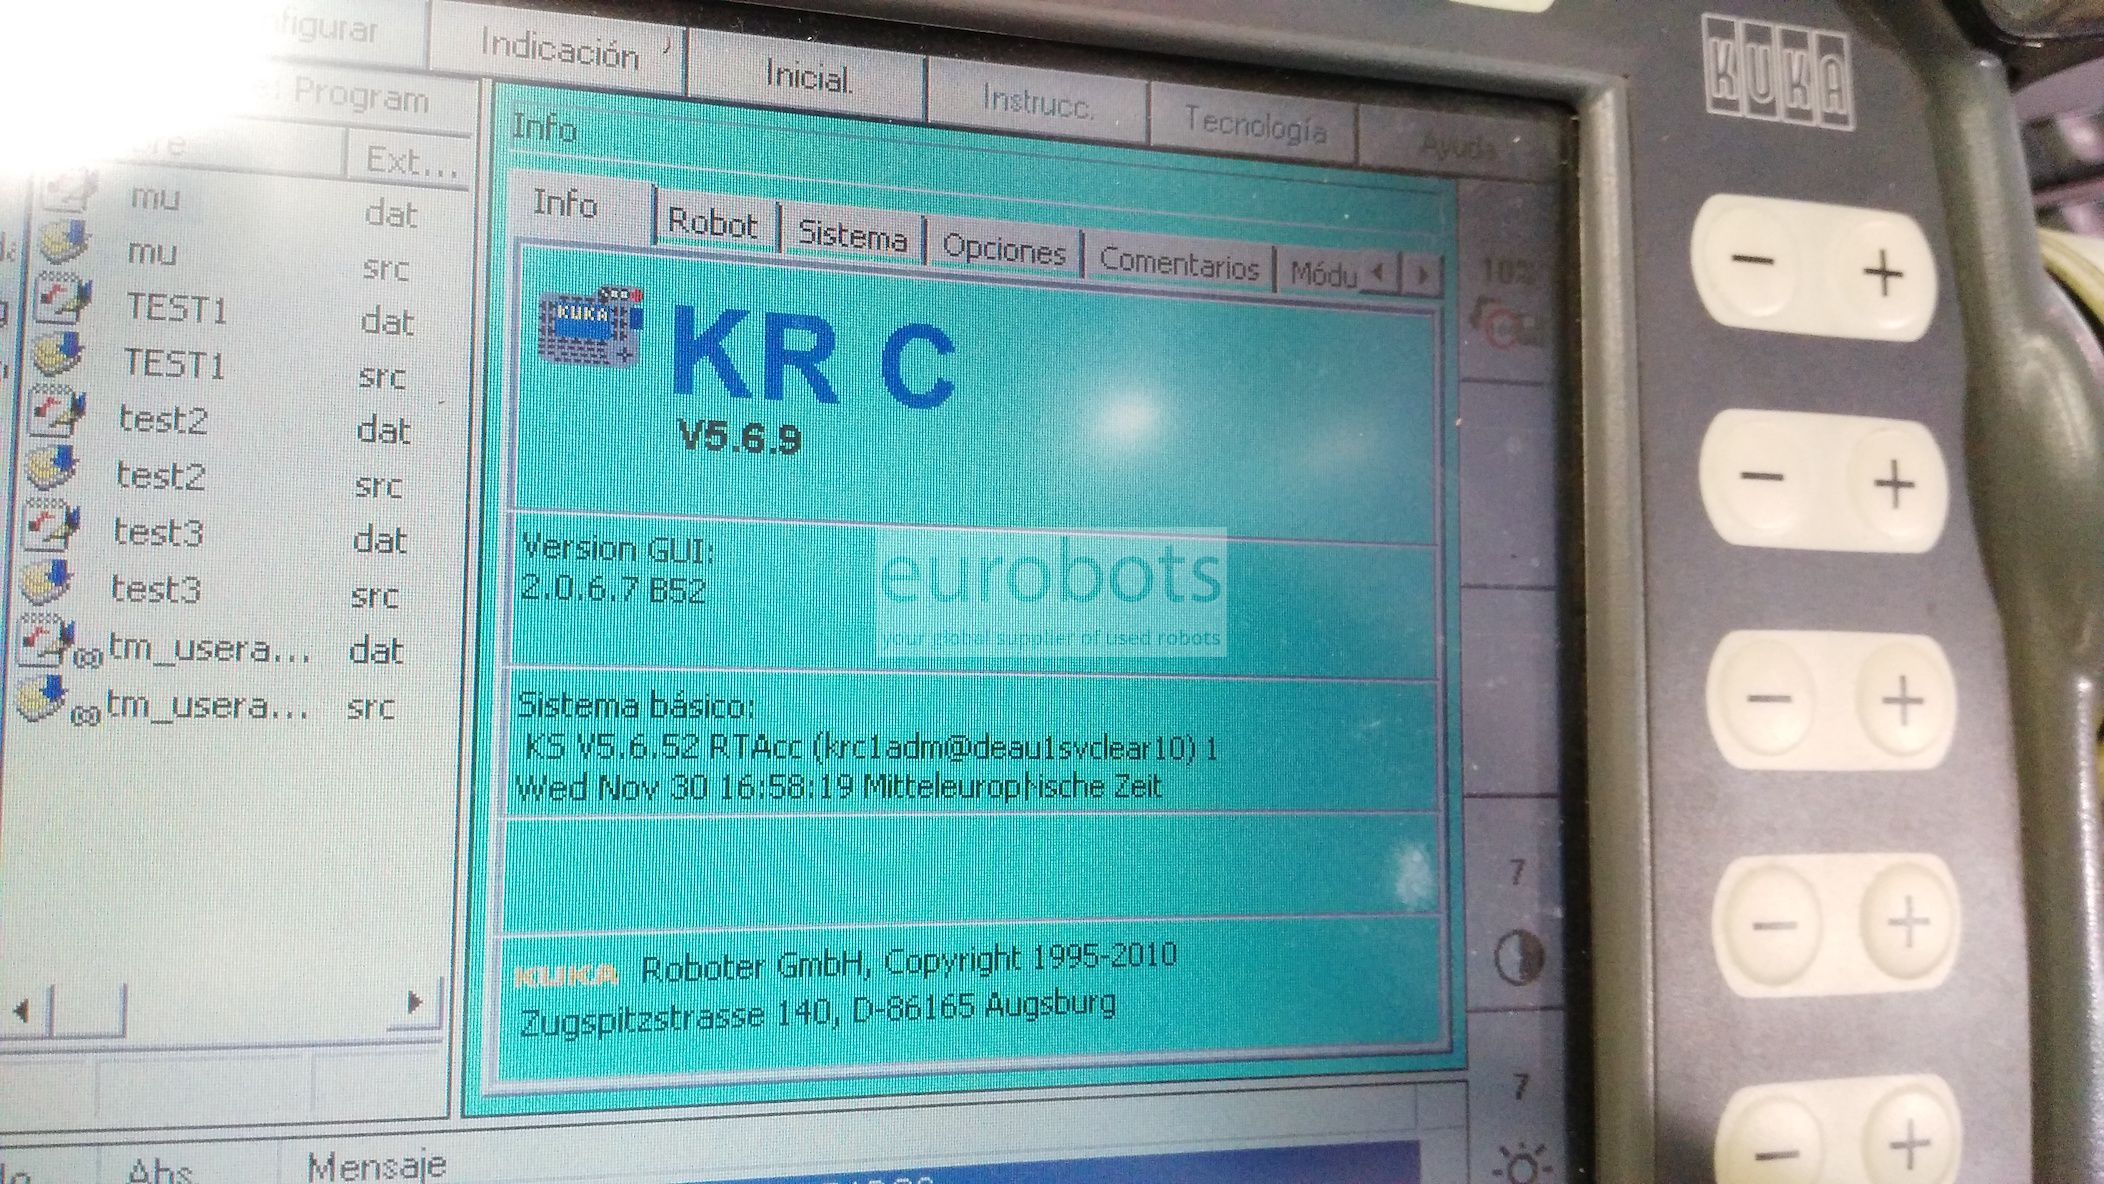 figurar
Indicación
Inicial.
Instrucc.
Tecnología
Ayuda
KUKA
Program
Ext...
mu dat
mu src
TEST1 dat
TEST1 src
test2 dat
test2 src
test3 dat
test3 src
tm_usera... dat
tm_usera... src
Info
Info
Robot
Sistema
Opciones
Comentarios
Módu
KUKA
KR C
V5.6.9
Version GUI:
2.0.6.7 B52
eurobots
your global supplier of used robots
Sistema básico:
KS V5.6.52 RTAcc (krc1adm@deau1svclear10) 1
Wed Nov 30 16:58:19 Mitteleuropäische Zeit
KUKA Roboter GmbH, Copyright 1995-2010
Zugspitzstrasse 140, D-86165 Augsburg
10%
7
7
Abs
Mensaje
- +
- +
- +
- +
- +